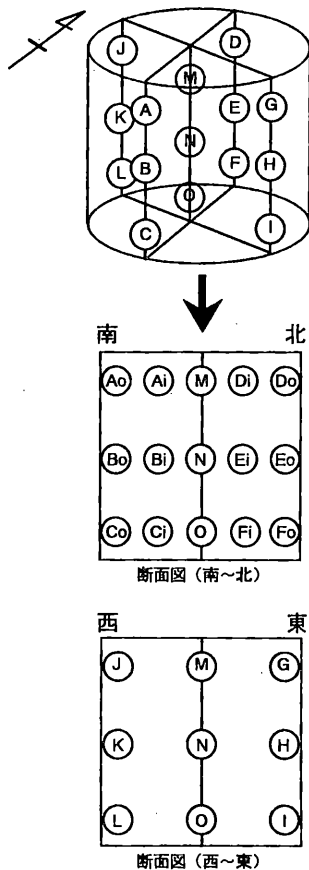 J D
M
K A E G
N
L B F H
O
C I
南 北
Ao Ai M Di Do
Bo Bi N Ei Eo
Co Ci O Fi Fo
断面図（南～北）
西 東
J M G
K N H
L O I
断面図（西～東）